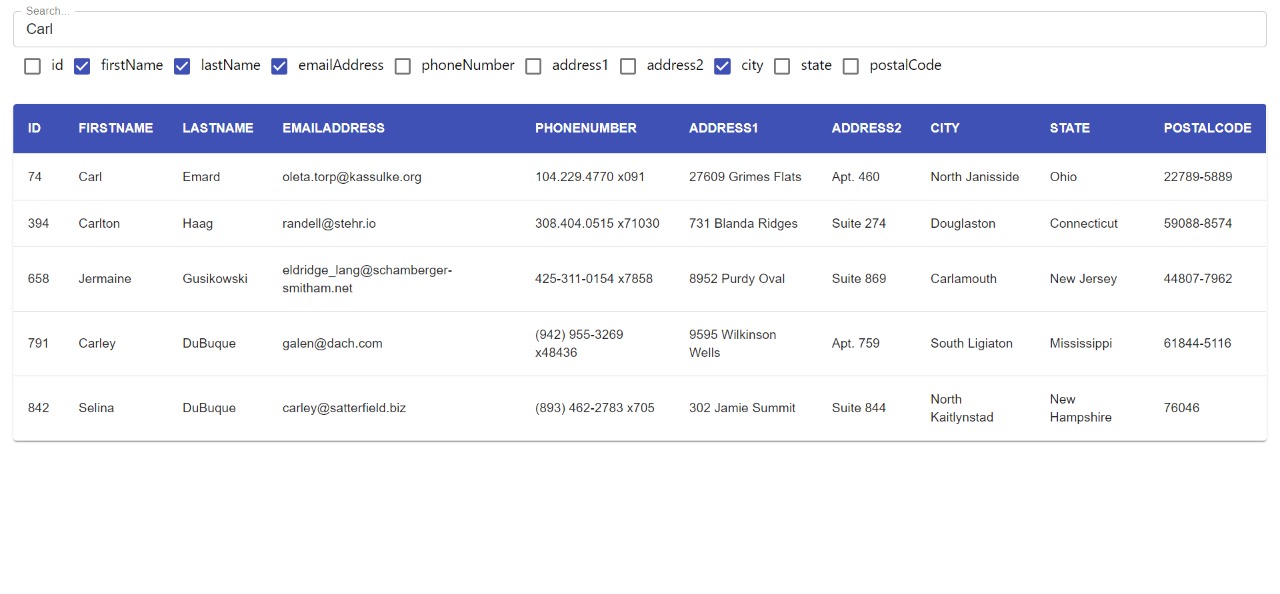 Search...
Carl
id firstName lastName emailAddress phoneNumber address1 address2 city state postalCode
ID FIRSTNAME LASTNAME EMAILADDRESS PHONENUMBER ADDRESS1 ADDRESS2 CITY STATE POSTALCODE
74 Carl Emard oleta.torp@kassulke.org 104.229.4770 x091 27609 Grimes Flats Apt. 460 North Janisside Ohio 22789-5889
394 Carlton Haag randell@stehr.io 308.404.0515 x71030 731 Blanda Ridges Suite 274 Douglaston Connecticut 59088-8574
658 Jermaine Gusikowski eldridge_lang@schamberger-
smitham.net 425-311-0154 x7858 8952 Purdy Oval Suite 869 Carlamouth New Jersey 44807-7962
791 Carley DuBuque galen@dach.com (942) 955-3269
x48436 9595 Wilkinson
Wells Apt. 759 South Ligiaton Mississippi 61844-5116
842 Selina DuBuque carley@satterfield.biz (893) 462-2783 x705 302 Jamie Summit Suite 844 North
Kaitlynstad New
Hampshire 76046